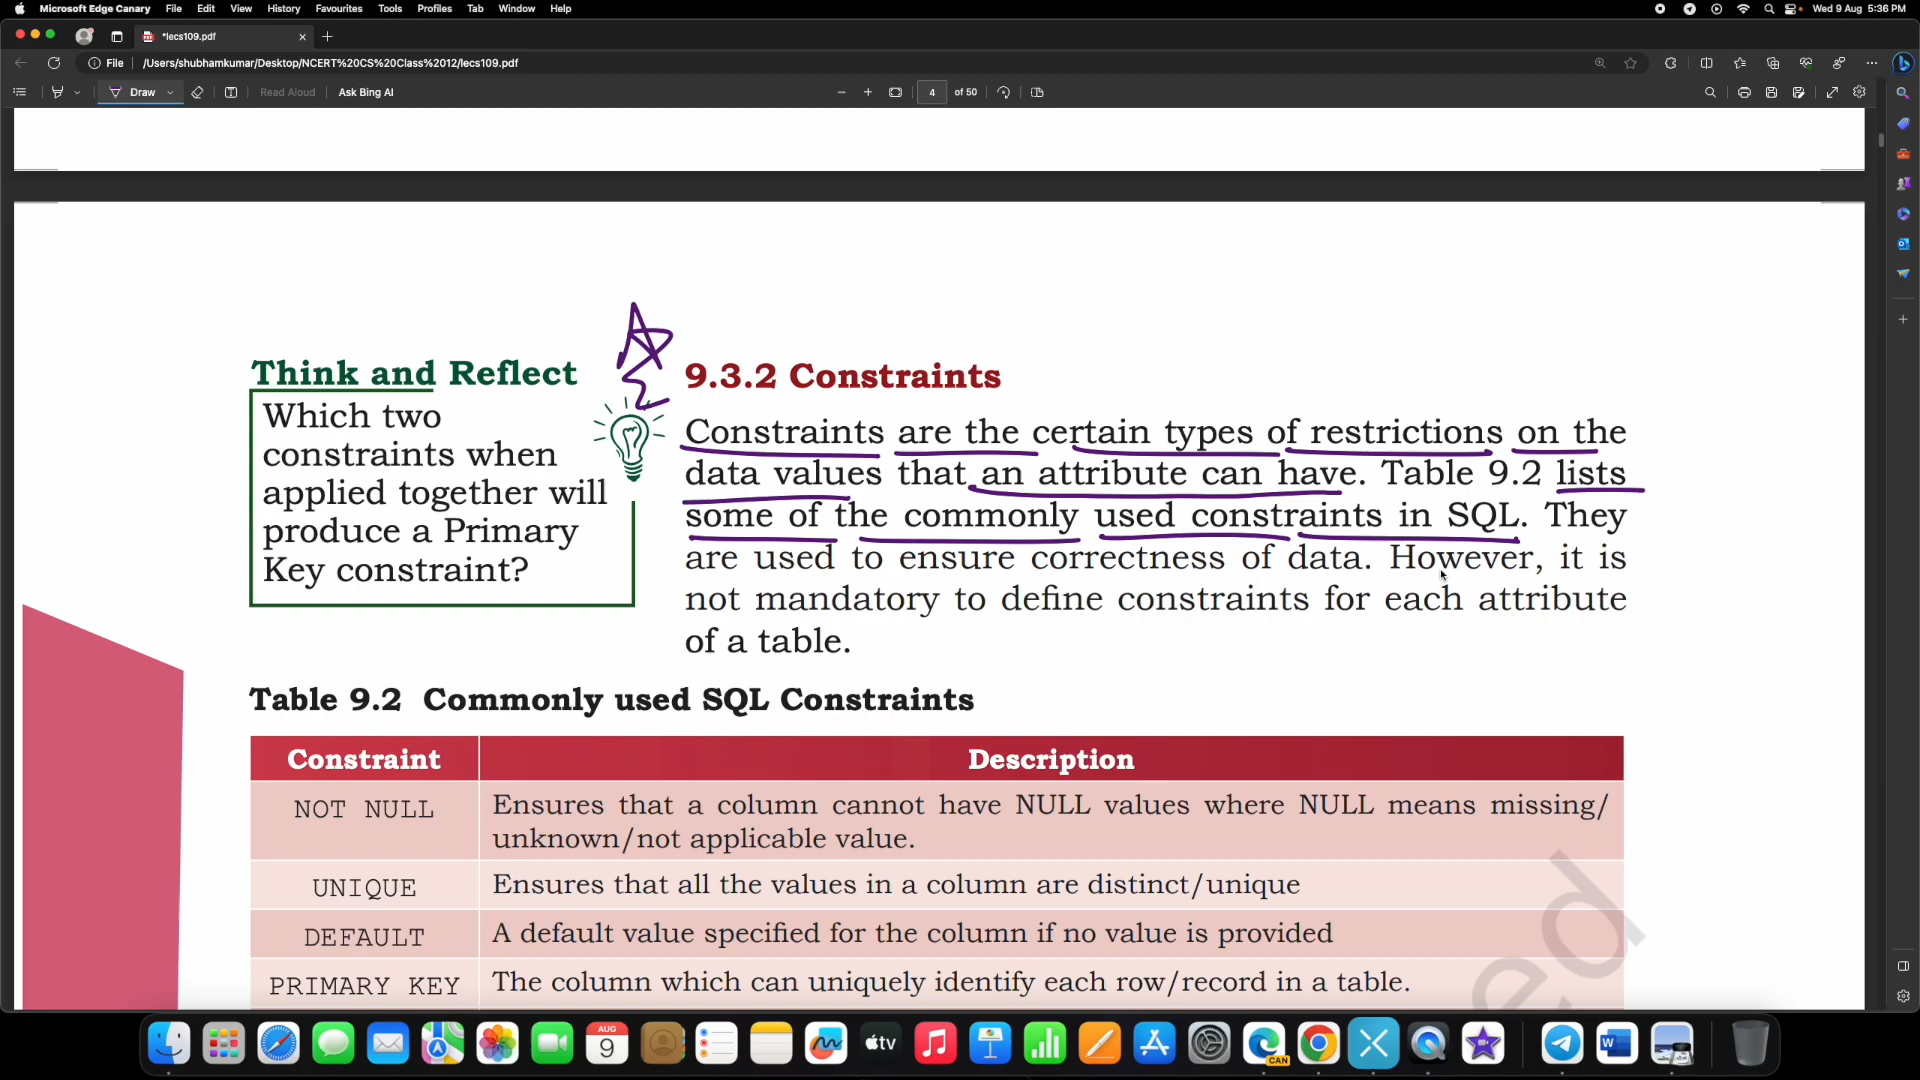 Microsoft Edge Canary File Edit View History Favourites Tools Profiles Tab Window Help Wed 9 Aug 5:36 PM
*lecs109.pdf
File /Users/shubhamkumar/Desktop/NCERT%20CS%20Class%2012/lecs109.pdf
Draw Read Aloud Ask Bing AI 4 of 50
Think and Reflect
Which two
constraints when
applied together will
produce a Primary
Key constraint?
9.3.2 Constraints
Constraints are the certain types of restrictions on the
data values that an attribute can have. Table 9.2 lists
some of the commonly used constraints in SQL. They
are used to ensure correctness of data. However, it is
not mandatory to define constraints for each attribute
of a table.
Table 9.2 Commonly used SQL Constraints
Constraint Description
NOT NULL Ensures that a column cannot have NULL values where NULL means missing/
unknown/not applicable value.
UNIQUE Ensures that all the values in a column are distinct/unique
DEFAULT A default value specified for the column if no value is provided
PRIMARY KEY The column which can uniquely identify each row/record in a table.
ed
AUG
9
tv
CAN
W